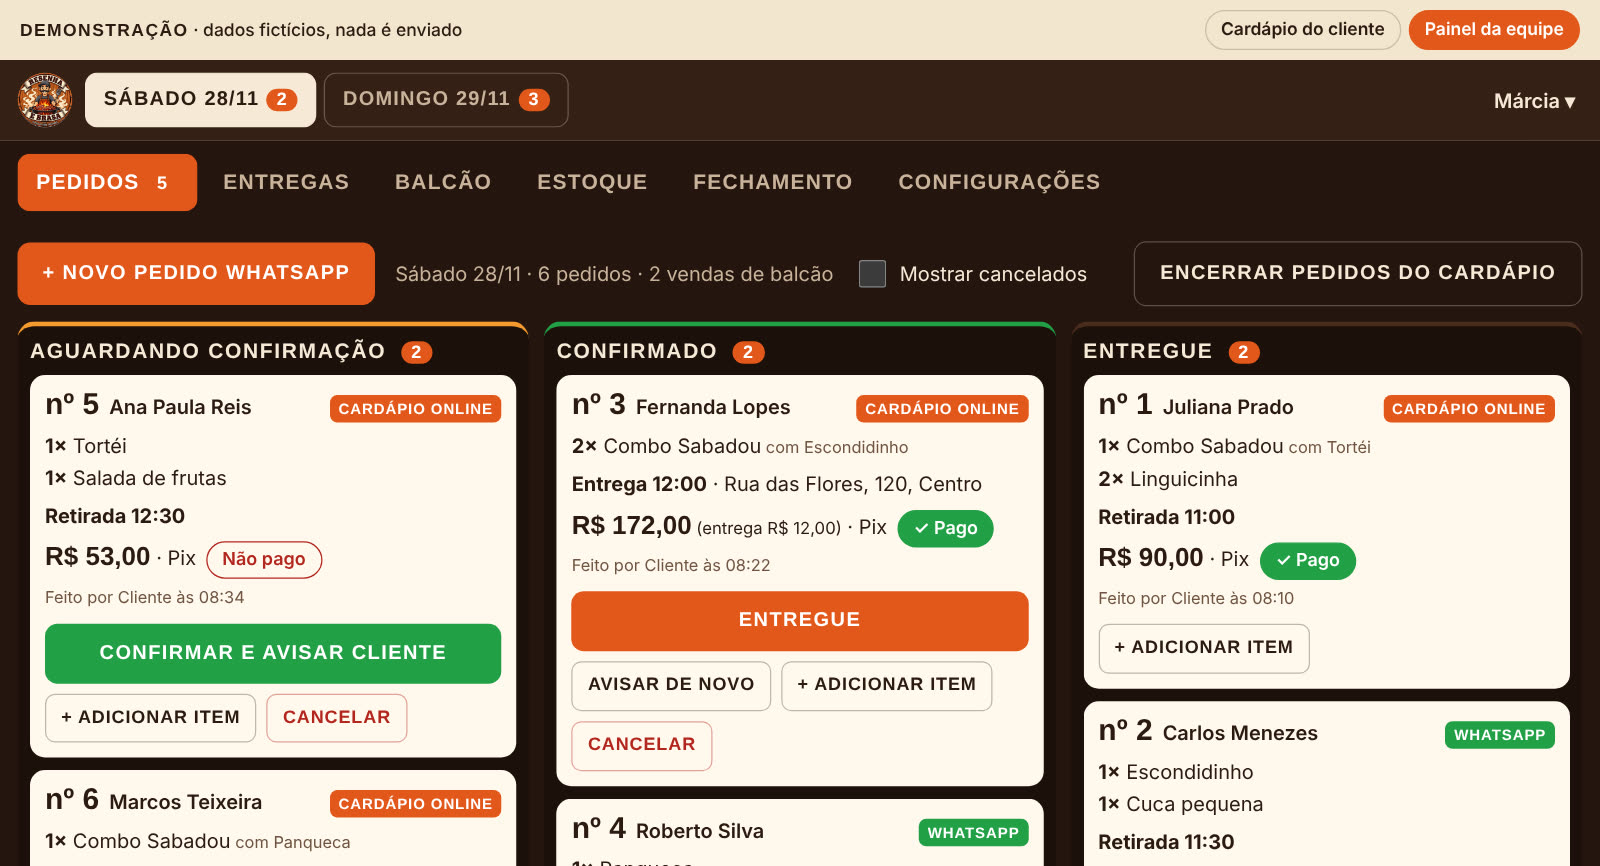 DEMONSTRAÇÃO · dados fictícios, nada é enviado
Cardápio do cliente
Painel da equipe
RESENHA
E BRASA
SÁBADO 28/11 2
DOMINGO 29/11 3
Márcia ▾
PEDIDOS 5
ENTREGAS
BALCÃO
ESTOQUE
FECHAMENTO
CONFIGURAÇÕES
+ NOVO PEDIDO WHATSAPP
Sábado 28/11 · 6 pedidos · 2 vendas de balcão
Mostrar cancelados
ENCERRAR PEDIDOS DO CARDÁPIO
AGUARDANDO CONFIRMAÇÃO 2
nº 5 Ana Paula Reis CARDÁPIO ONLINE
1× Tortéi
1× Salada de frutas
Retirada 12:30
R$ 53,00 · Pix Não pago
Feito por Cliente às 08:34
CONFIRMAR E AVISAR CLIENTE
+ ADICIONAR ITEM CANCELAR
nº 6 Marcos Teixeira CARDÁPIO ONLINE
1× Combo Sabadou com Panqueca
CONFIRMADO 2
nº 3 Fernanda Lopes CARDÁPIO ONLINE
2× Combo Sabadou com Escondidinho
Entrega 12:00 · Rua das Flores, 120, Centro
R$ 172,00 (entrega R$ 12,00) · Pix ✓ Pago
Feito por Cliente às 08:22
ENTREGUE
AVISAR DE NOVO + ADICIONAR ITEM
CANCELAR
nº 4 Roberto Silva WHATSAPP
1× Panqueca
ENTREGUE 2
nº 1 Juliana Prado CARDÁPIO ONLINE
1× Combo Sabadou com Tortéi
2× Linguicinha
Retirada 11:00
R$ 90,00 · Pix ✓ Pago
Feito por Cliente às 08:10
+ ADICIONAR ITEM
nº 2 Carlos Menezes WHATSAPP
1× Escondidinho
1× Cuca pequena
Retirada 11:30